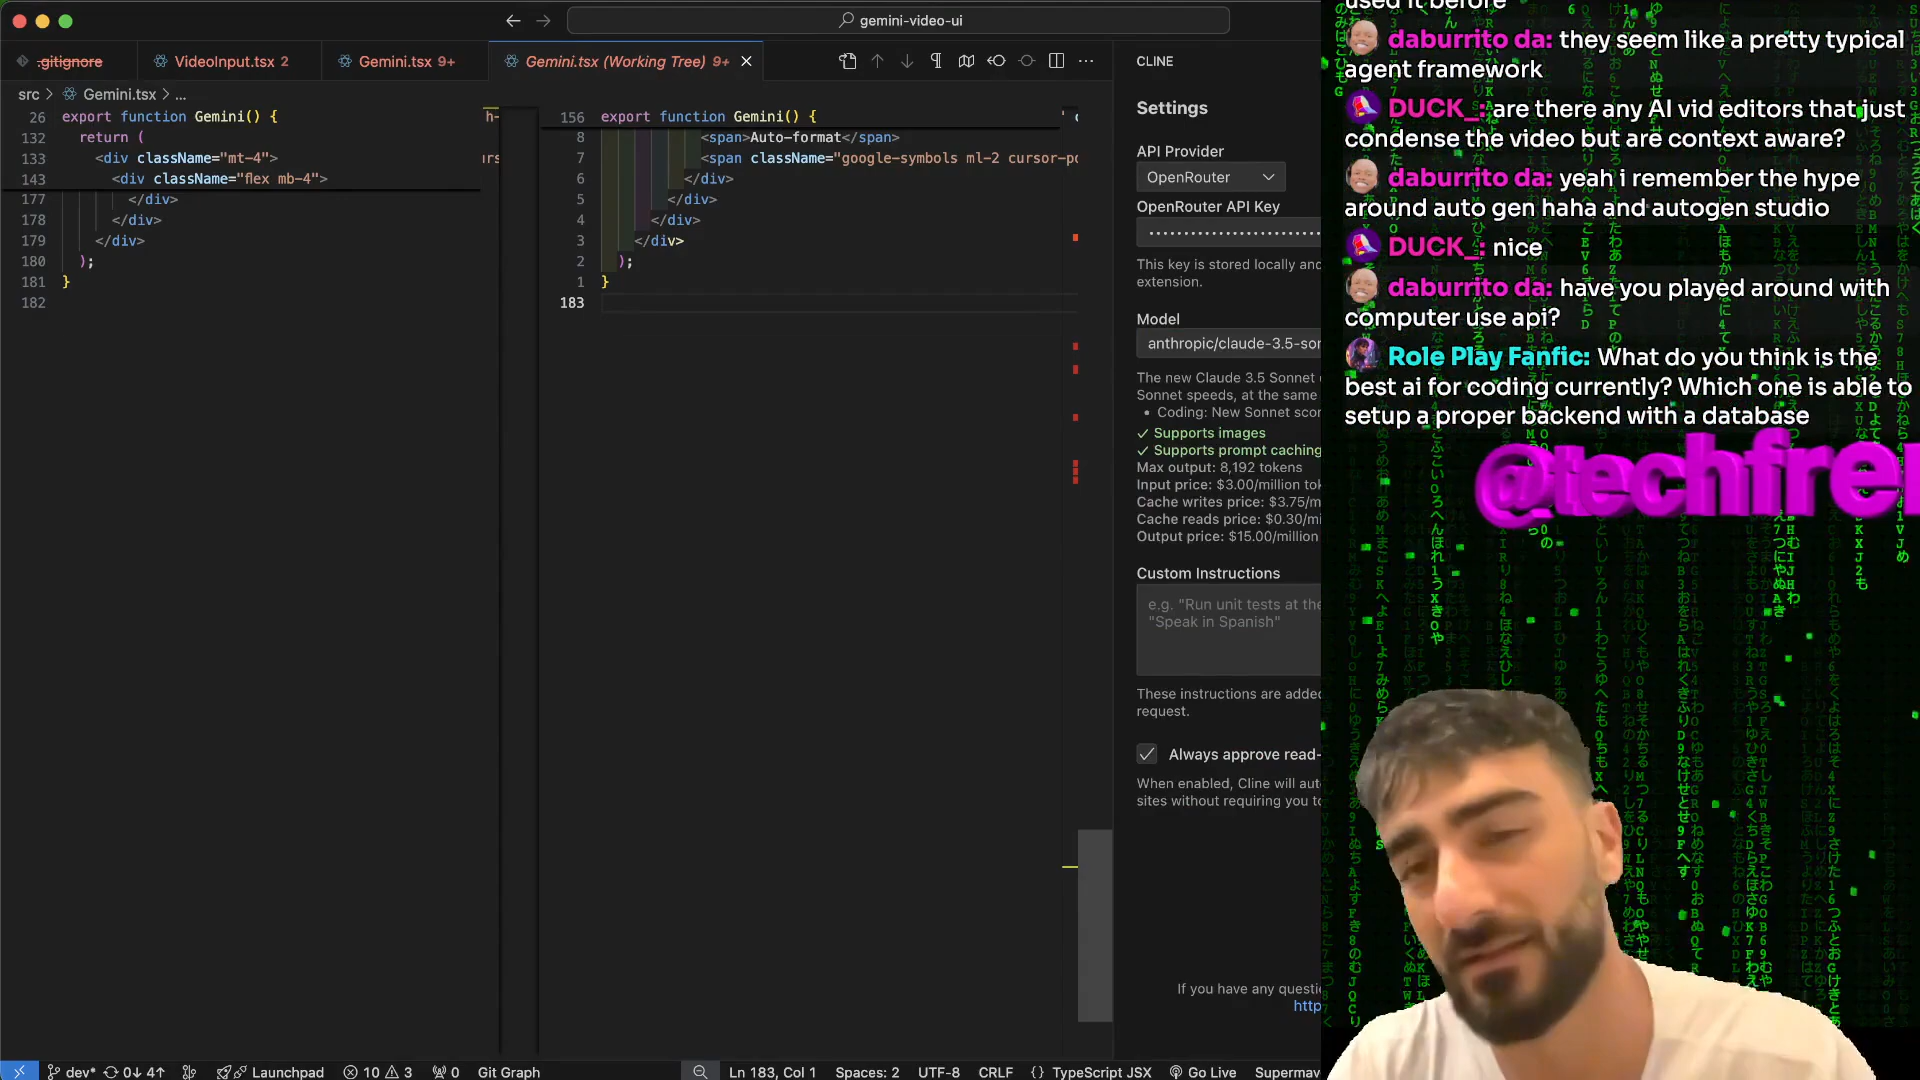 gemini-video-ui
.gitignore
VideoInput.tsx 2
Gemini.tsx 9+
Gemini.tsx (Working Tree) 9+
src > Gemini.tsx > ...
26 export function Gemini() {
132 return (
133 <div className="mt-4">
143 <div className="flex mb-4">
177 </div>
178 </div>
179 </div>
180 );
181 }
182
156 export function Gemini() {
8 <span>Auto-format</span>
7 <span className="google-symbols ml-2 cursor-po
6 </div>
5 </div>
4 </div>
3 </div>
2 );
1 }
183
CLINE
Settings
API Provider
OpenRouter
OpenRouter API Key
This key is stored locally and
extension.
Model
anthropic/claude-3.5-son
The new Claude 3.5 Sonnet
Sonnet speeds, at the same
• Coding: New Sonnet scor
✓ Supports images
✓ Supports prompt caching
Max output: 8,192 tokens
Input price: $3.00/million tok
Cache writes price: $3.75/m
Cache reads price: $0.30/mi
Output price: $15.00/million
Custom Instructions
e.g. "Run unit tests at the
"Speak in Spanish"
These instructions are added
request.
Always approve read-
When enabled, Cline will aut
sites without requiring you to
If you have any questio
http
used it before
daburrito da: they seem like a pretty typical
agent framework
DUCK_: are there any AI vid editors that just
condense the video but are context aware?
daburrito da: yeah i remember the hype
around auto gen haha and autogen studio
DUCK_: nice
daburrito da: have you played around with
computer use api?
Role Play Fanfic: What do you think is the
best ai for coding currently? Which one is able to
setup a proper backend with a database
@techfre
dev* 0↓ 4↑ Launchpad 10 3 0 Git Graph Ln 183, Col 1 Spaces: 2 UTF-8 CRLF {} TypeScript JSX Go Live Supermav